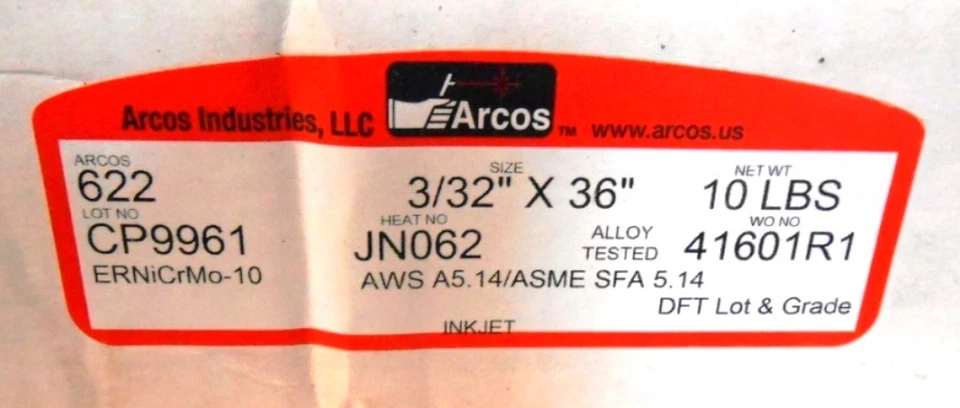 Arcos Industries, LLC Arcos ™ www.arcos.us
ARCOS SIZE NET WT
622 3/32" X 36" 10 LBS
LOT NO HEAT NO WO NO
CP9961 JN062 ALLOY TESTED 41601R1
ERNiCrMo-10 AWS A5.14/ASME SFA 5.14
DFT Lot & Grade
INKJET